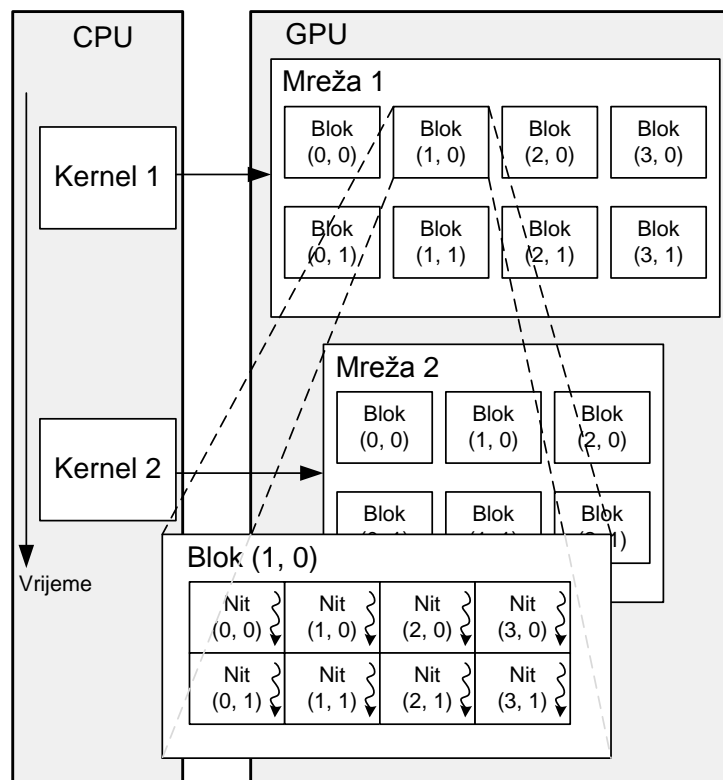 CPU
GPU
Mreža 1
Blok Blok Blok Blok
(0, 0) (1, 0) (2, 0) (3, 0)
Kernel 1
Blok Blok Blok Blok
(0, 1) (1, 1) (2, 1) (3, 1)
Mreža 2
Blok Blok Blok
(0, 0) (1, 0) (2, 0)
Kernel 2
Blok Blok Blok
Vrijeme
Blok (1, 0)
Nit Nit Nit Nit
(0, 0) (1, 0) (2, 0) (3, 0)
Nit Nit Nit Nit
(0, 1) (1, 1) (2, 1) (3, 1)